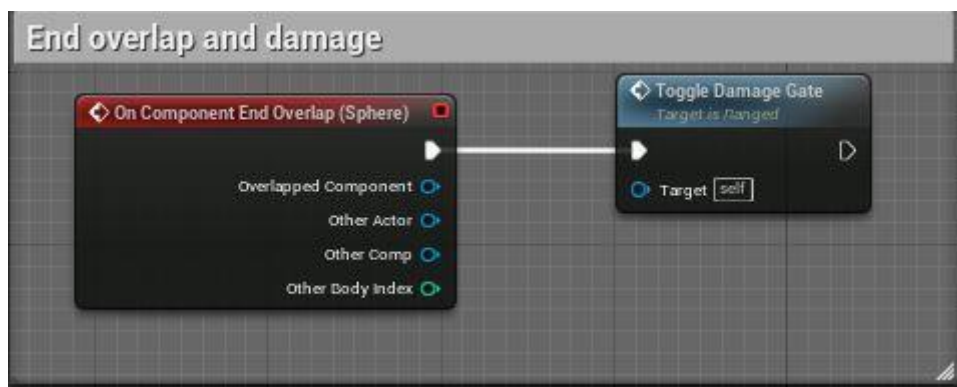 End overlap and damage
On Component End Overlap (Sphere)
Overlapped Component
Other Actor
Other Comp
Other Body Index
Toggle Damage Gate
Target is Ranged
Target self